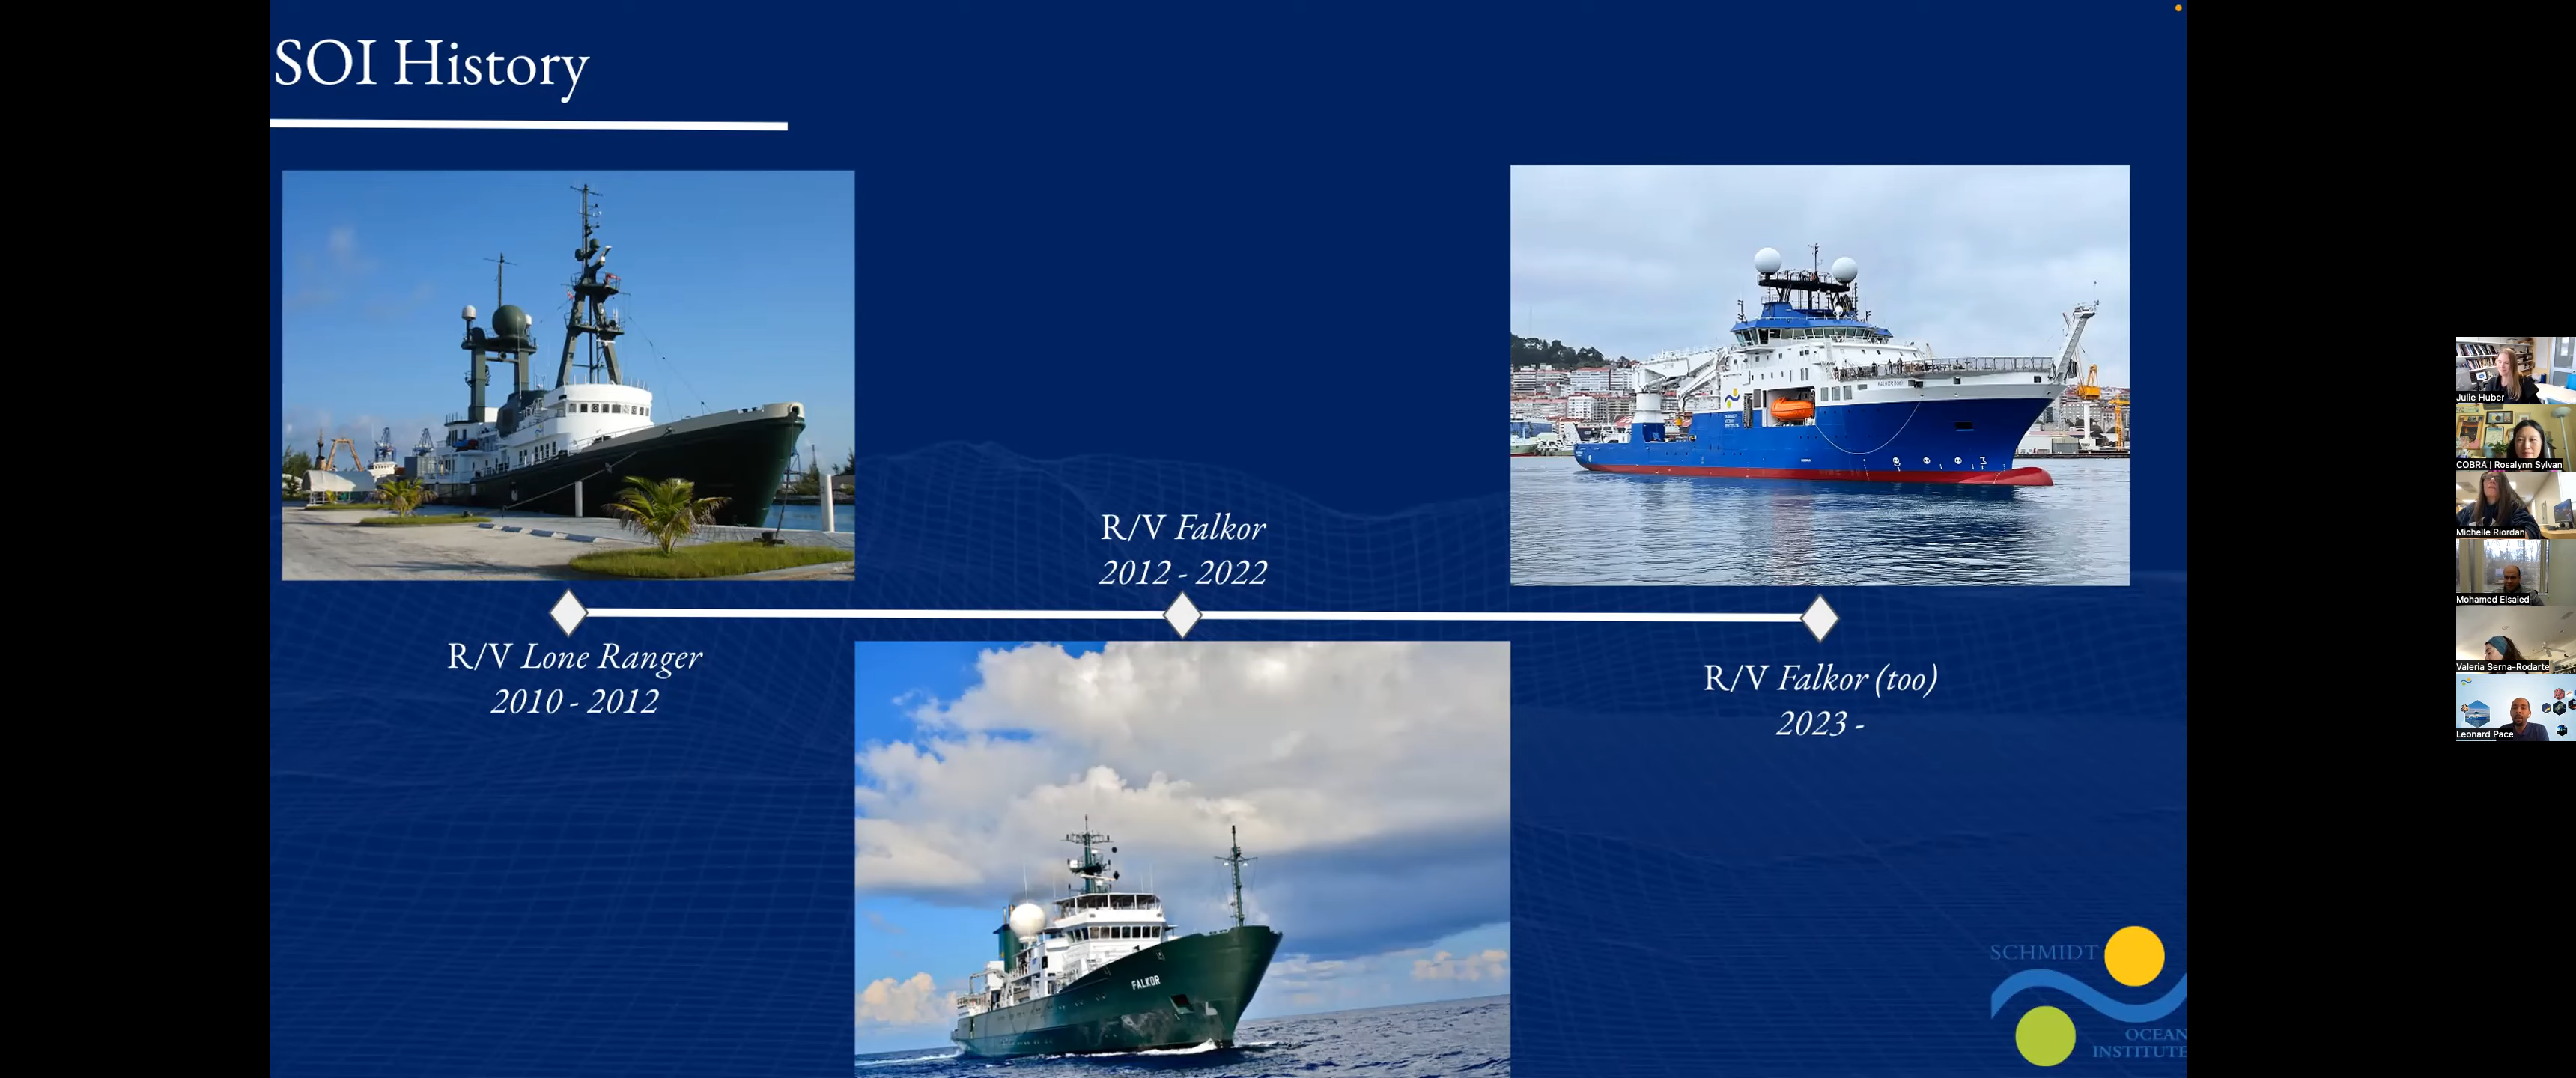 SOI History
R/V Falkor
2012 - 2022
R/V Lone Ranger
2010 - 2012
R/V Falkor (too)
2023 -
FALKOR
SCHMIDT
OCEAN
INSTITUTE
Julie Huber
COBRA | Rosalynn Sylvan
Michelle Riordan
Mohamed Elsaied
Valeria Serna-Rodarte
Leonard Pace